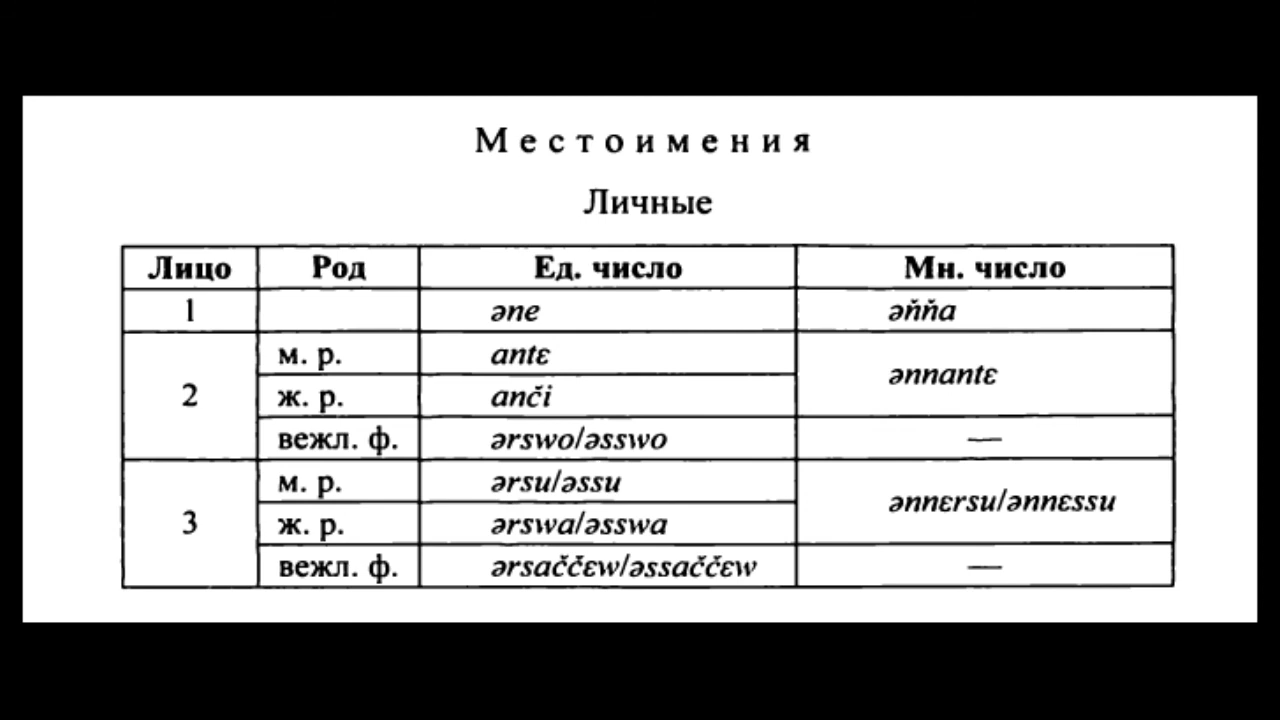 Местоимения
Личные
Лицо Род Ед. число Мн. число
1 əne əňňa
2 м. р. antɛ ənnantɛ
ж. р. anči
вежл. ф. ərswo/əsswo —
3 м. р. ərsu/əssu ənnɛrsu/ənnɛssu
ж. р. ərswa/əsswa
вежл. ф. ərsaččɛw/əssaččɛw —